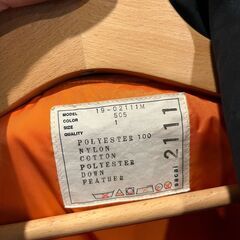 MODEL 19-02111M
COLOR 505
SIZE 1
QUALITY
POLYESTER 100
NYLON
COTTON
POLYESTER
DOWN
FEATHER
2111
sacai